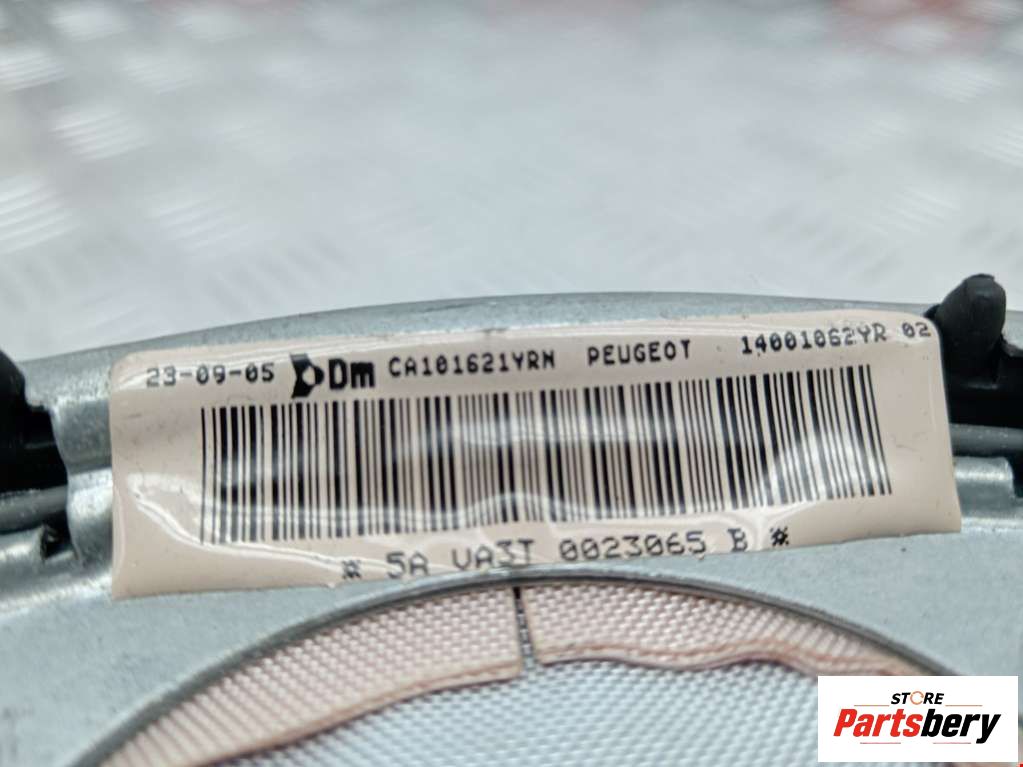 23-09-05 Dm CA101621YRN PEUGEOT 14001062YR 02
* 5A VA3T 0023065 B *
STORE
Partsbery